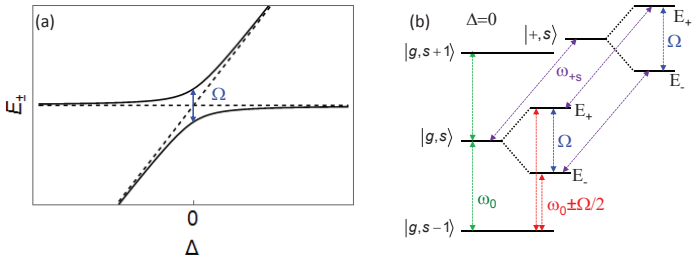 (a)
E±
Ω
0
Δ
(b)
Δ=0
|g,s+1⟩
|+,s⟩
E+
Ω
E-
ω+s
|g,s⟩
E+
Ω
E-
ω0
ω0±Ω/2
|g,s−1⟩